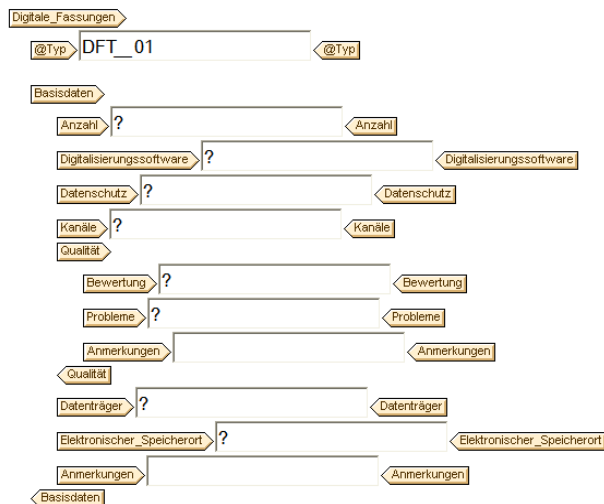 Digitale_Fassungen
@Typ DFT__01 @Typ
Basisdaten
Anzahl ? Anzahl
Digitalisierungssoftware ? Digitalisierungssoftware
Datenschutz ? Datenschutz
Kanäle ? Kanäle
Qualität
Bewertung ? Bewertung
Probleme ? Probleme
Anmerkungen Anmerkungen
Qualität
Datenträger ? Datenträger
Elektronischer_Speicherort ? Elektronischer_Speicherort
Anmerkungen Anmerkungen
Basisdaten